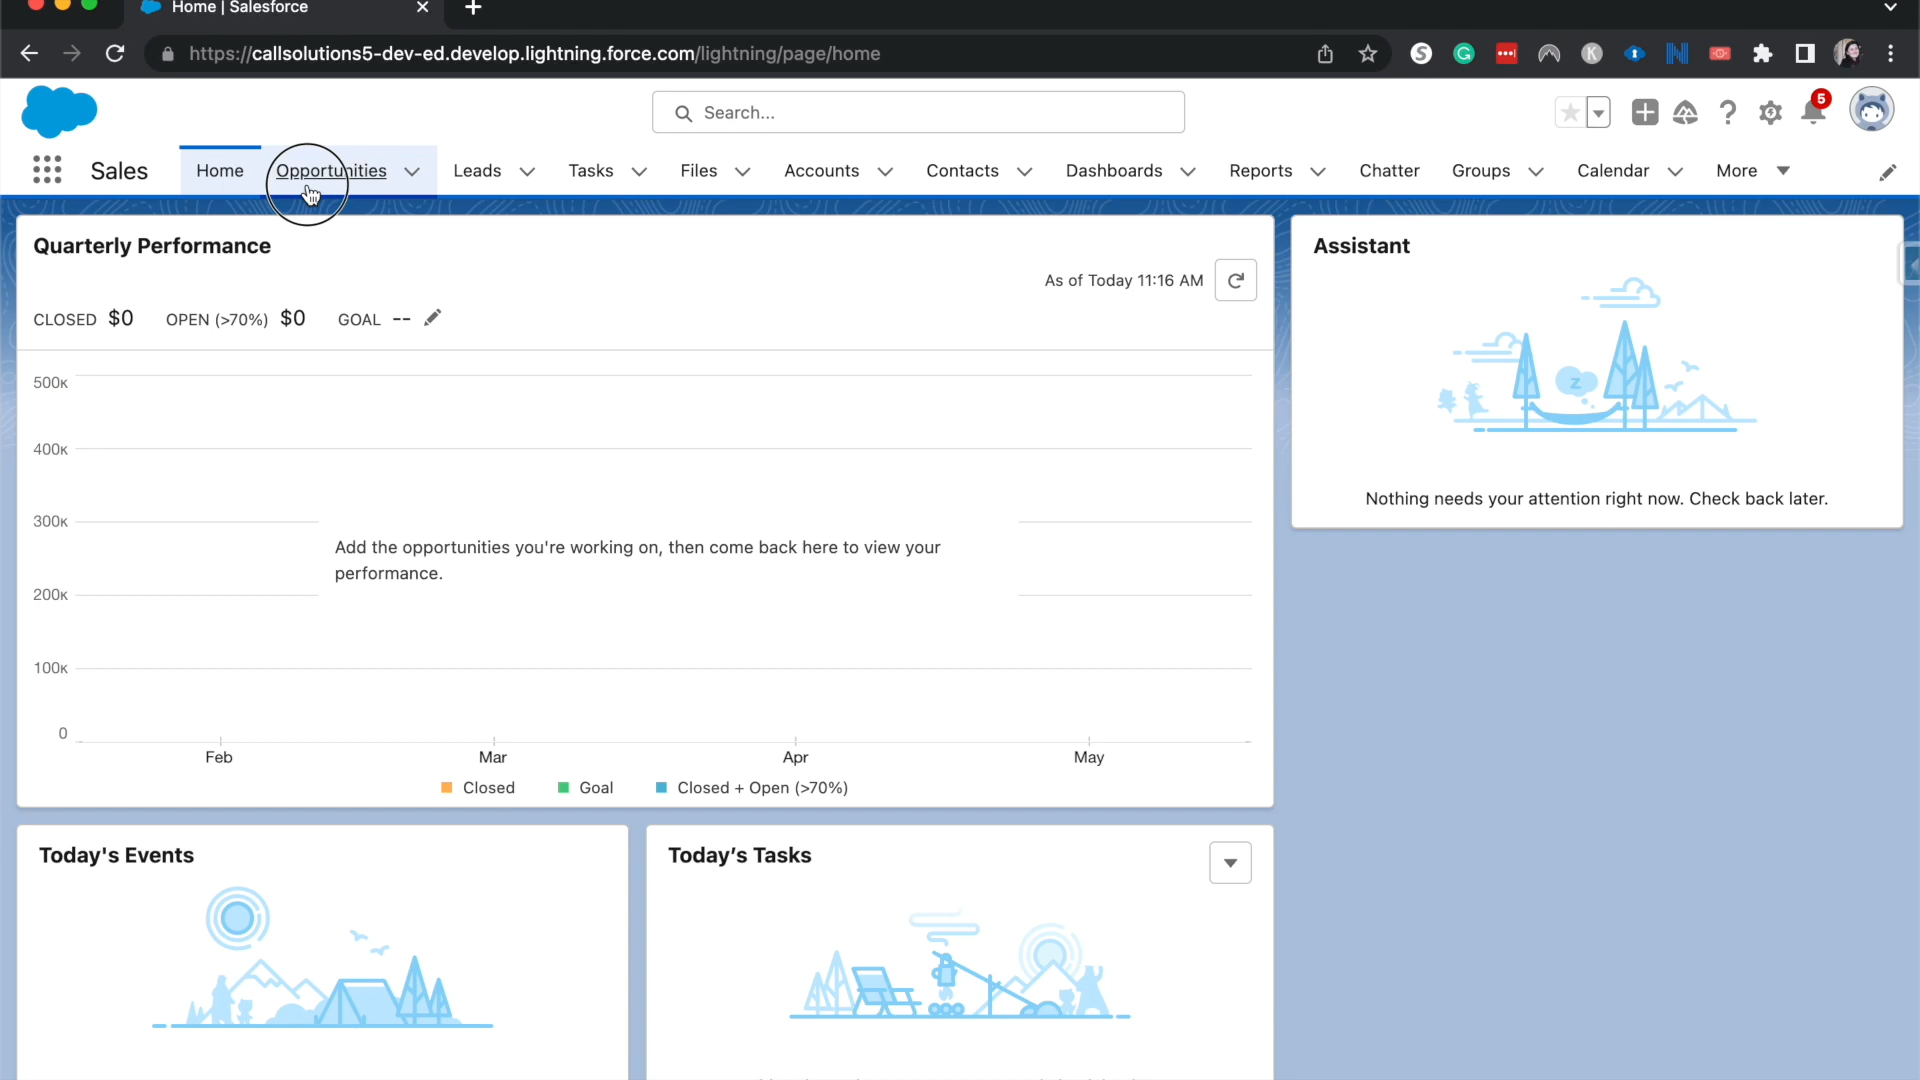 Home | Salesforce
https://callsolutions5-dev-ed.develop.lightning.force.com/lightning/page/home
Search...
5
Sales Home Opportunities Leads Tasks Files Accounts Contacts Dashboards Reports Chatter Groups Calendar More
Quarterly Performance
As of Today 11:16 AM
CLOSED $0 OPEN (>70%) $0 GOAL --
500K
400K
300K
200K
100K
0
Add the opportunities you're working on, then come back here to view your
performance.
Feb Mar Apr May
Closed Goal Closed + Open (>70%)
Assistant
z
Nothing needs your attention right now. Check back later.
Today's Events
Today’s Tasks